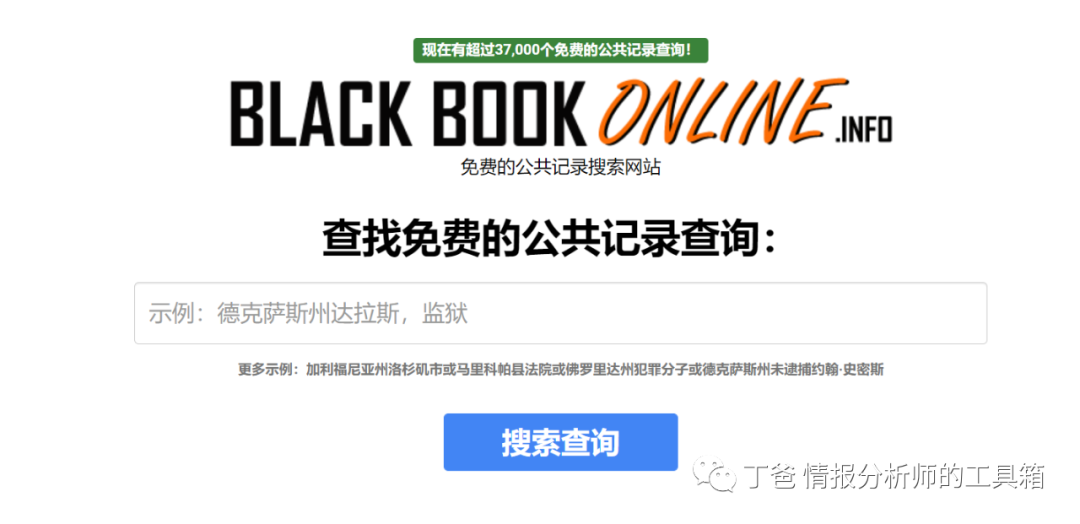 现在有超过37,000个免费的公共记录查询！
BLACK BOOK ONLINE.INFO
免费的公共记录搜索网站
查找免费的公共记录查询：
示例：德克萨斯州达拉斯，监狱
更多示例：加利福尼亚州洛杉矶市或马里科帕县法院或佛罗里达州犯罪分子或德克萨斯州未逮捕约翰·史密斯
搜索查询
丁爸 情报分析师的工具箱